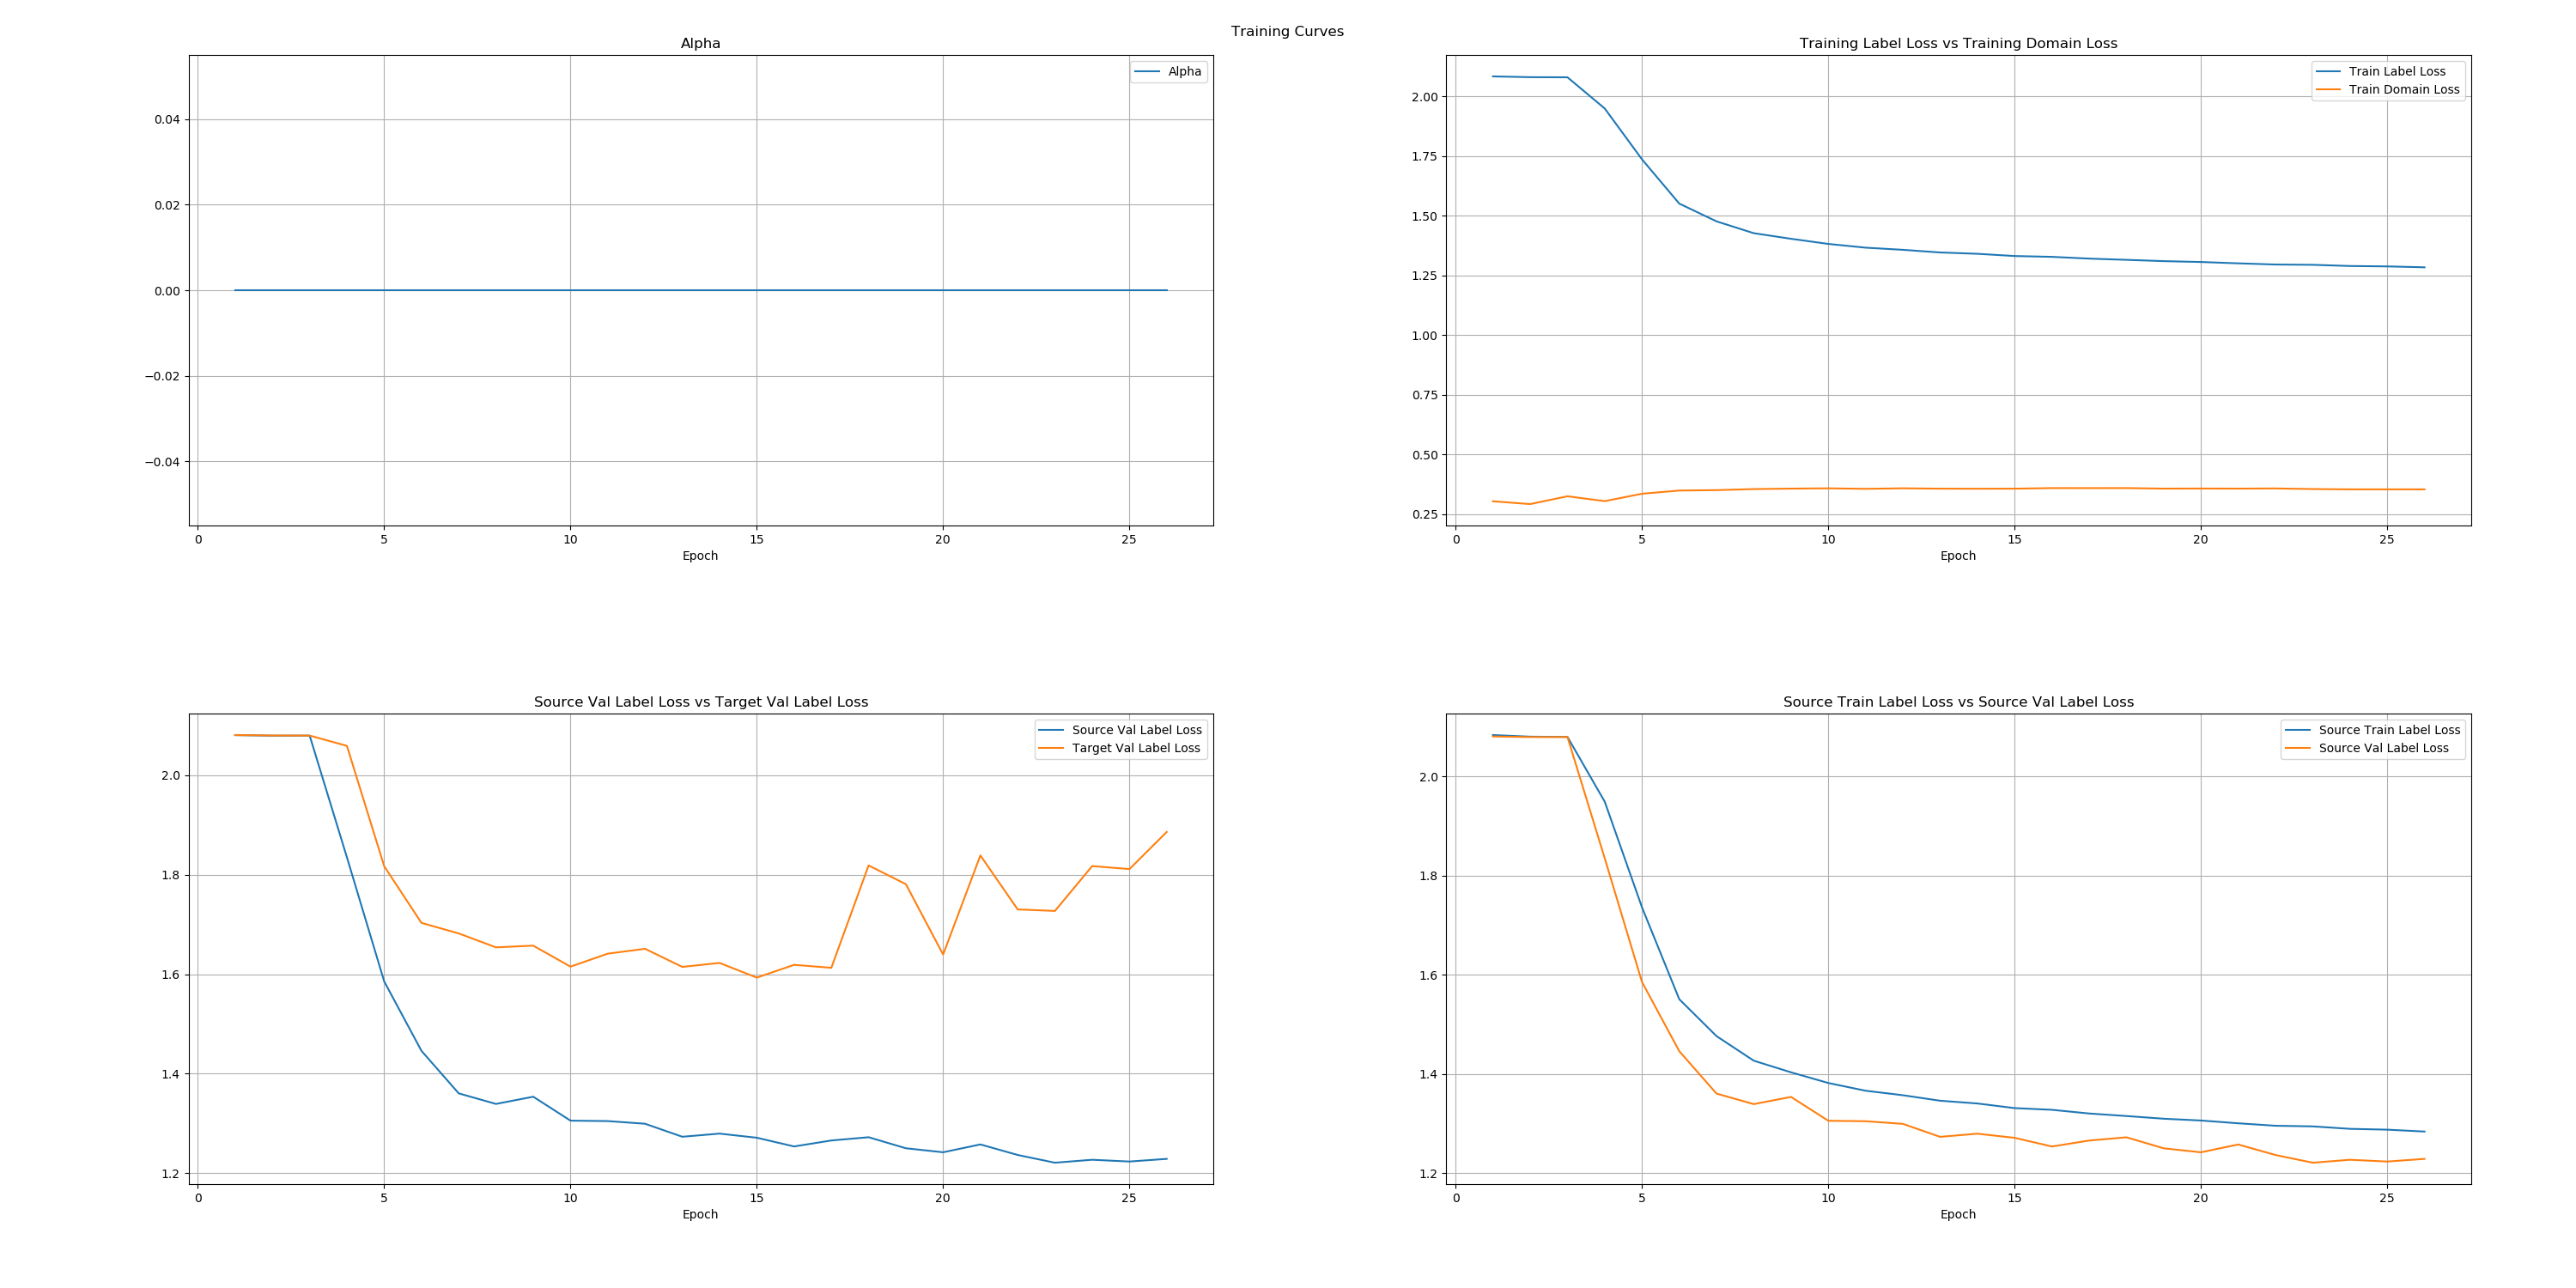 Training Curves
Alpha
Alpha
0.04
0.02
0.00
−0.02
−0.04
0 5 10 15 20 25
Epoch
Training Label Loss vs Training Domain Loss
Train Label Loss
Train Domain Loss
2.00
1.75
1.50
1.25
1.00
0.75
0.50
0.25
0 5 10 15 20 25
Epoch
Source Val Label Loss vs Target Val Label Loss
Source Val Label Loss
Target Val Label Loss
2.0
1.8
1.6
1.4
1.2
0 5 10 15 20 25
Epoch
Source Train Label Loss vs Source Val Label Loss
Source Train Label Loss
Source Val Label Loss
2.0
1.8
1.6
1.4
1.2
0 5 10 15 20 25
Epoch